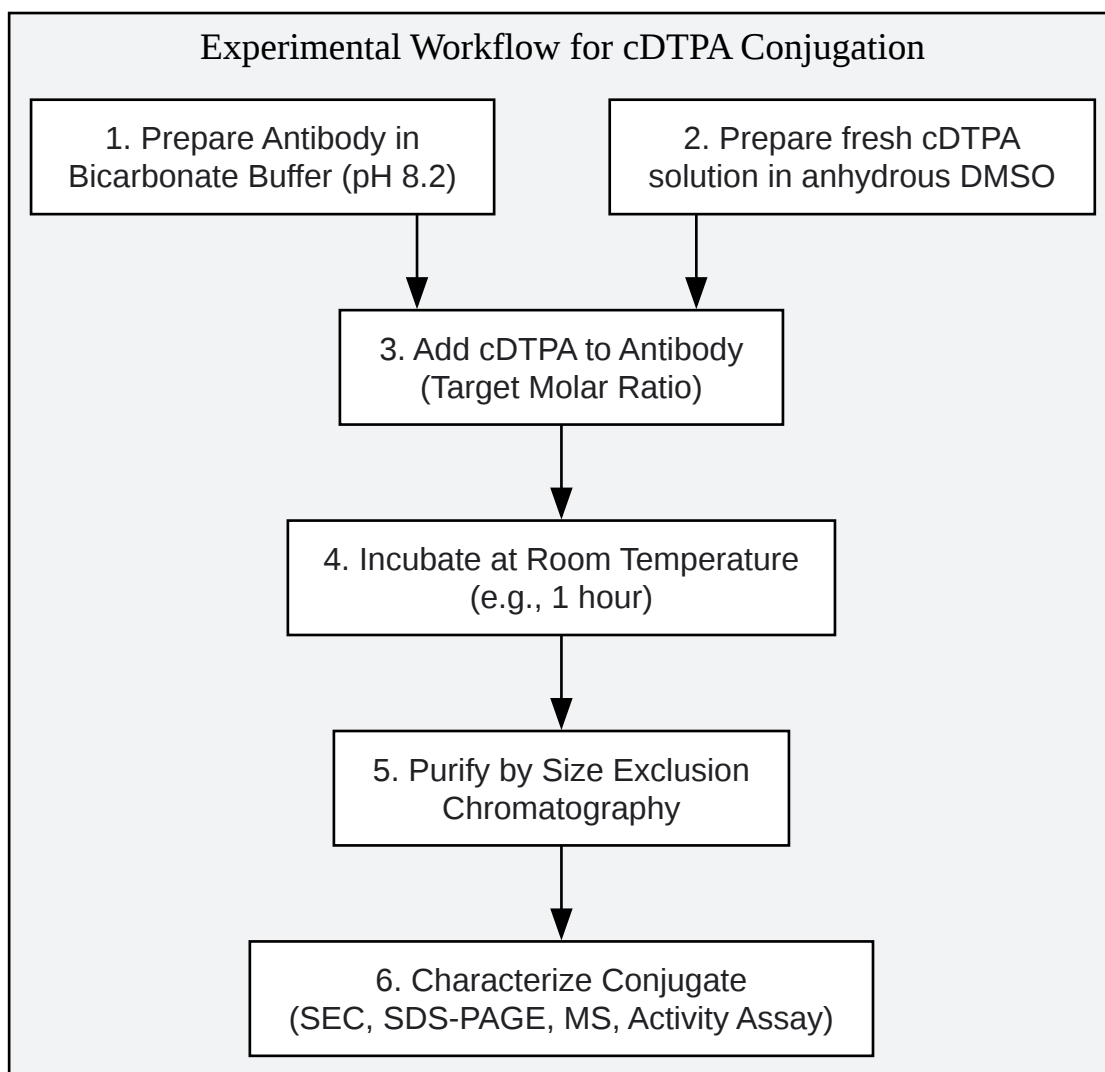 Experimental Workflow for cDTPA Conjugation
1. Prepare Antibody in
Bicarbonate Buffer (pH 8.2)
2. Prepare fresh cDTPA
solution in anhydrous DMSO
3. Add cDTPA to Antibody
(Target Molar Ratio)
4. Incubate at Room Temperature
(e.g., 1 hour)
5. Purify by Size Exclusion
Chromatography
6. Characterize Conjugate
(SEC, SDS-PAGE, MS, Activity Assay)